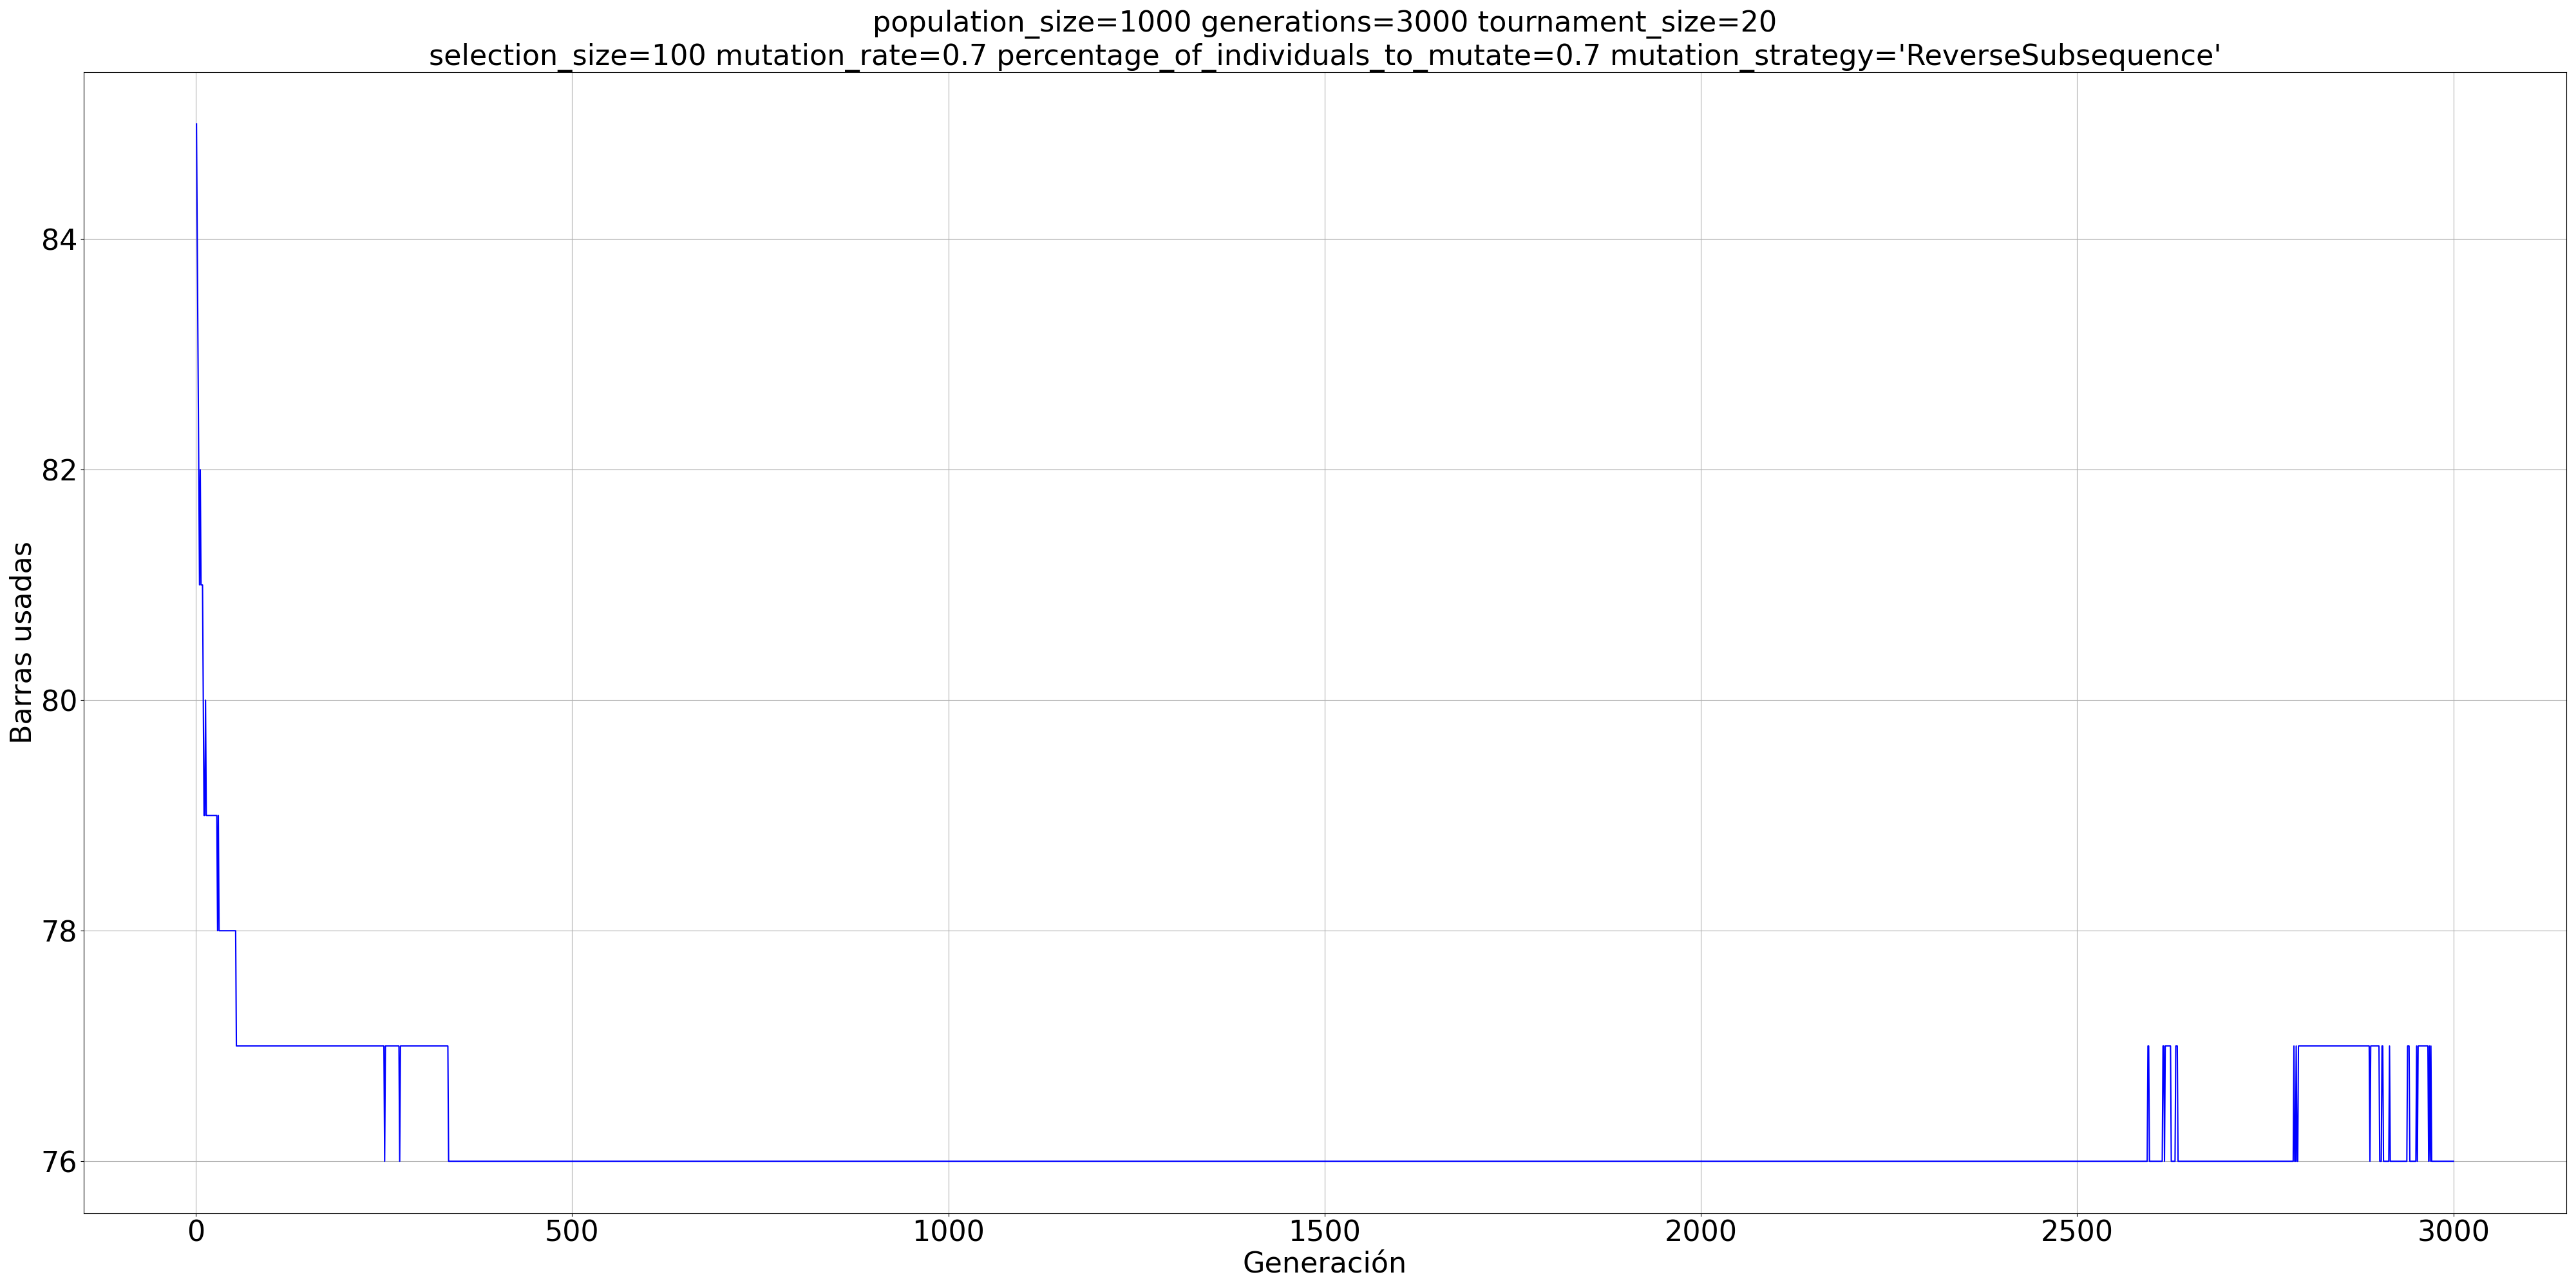 population_size=1000 generations=3000 tournament_size=20
selection_size=100 mutation_rate=0.7 percentage_of_individuals_to_mutate=0.7 mutation_strategy='ReverseSubsequence'
84
82
80
78
76
Barras usadas
0 500 1000 1500 2000 2500 3000
Generación